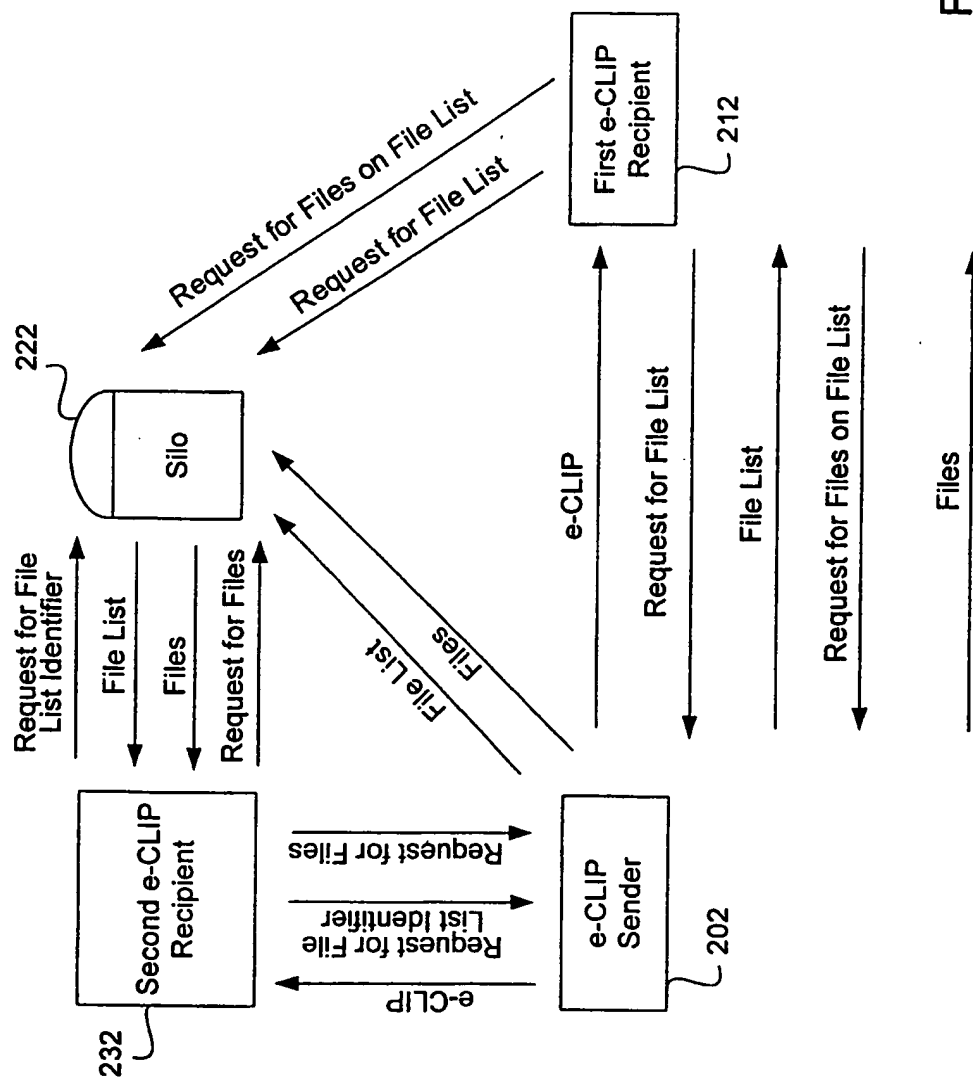 232
Second e-CLIP
Recipient
Request for File
List Identifier
File List
Files
Request for Files
222
Silo
Request for Files on File List
Request for File List
e-CLIP
Request for File
List Identifier
Request for Files
File List
Files
e-CLIP
Sender
202
e-CLIP
Request for File List
File List
Request for Files on File List
Files
First e-CLIP
Recipient
212